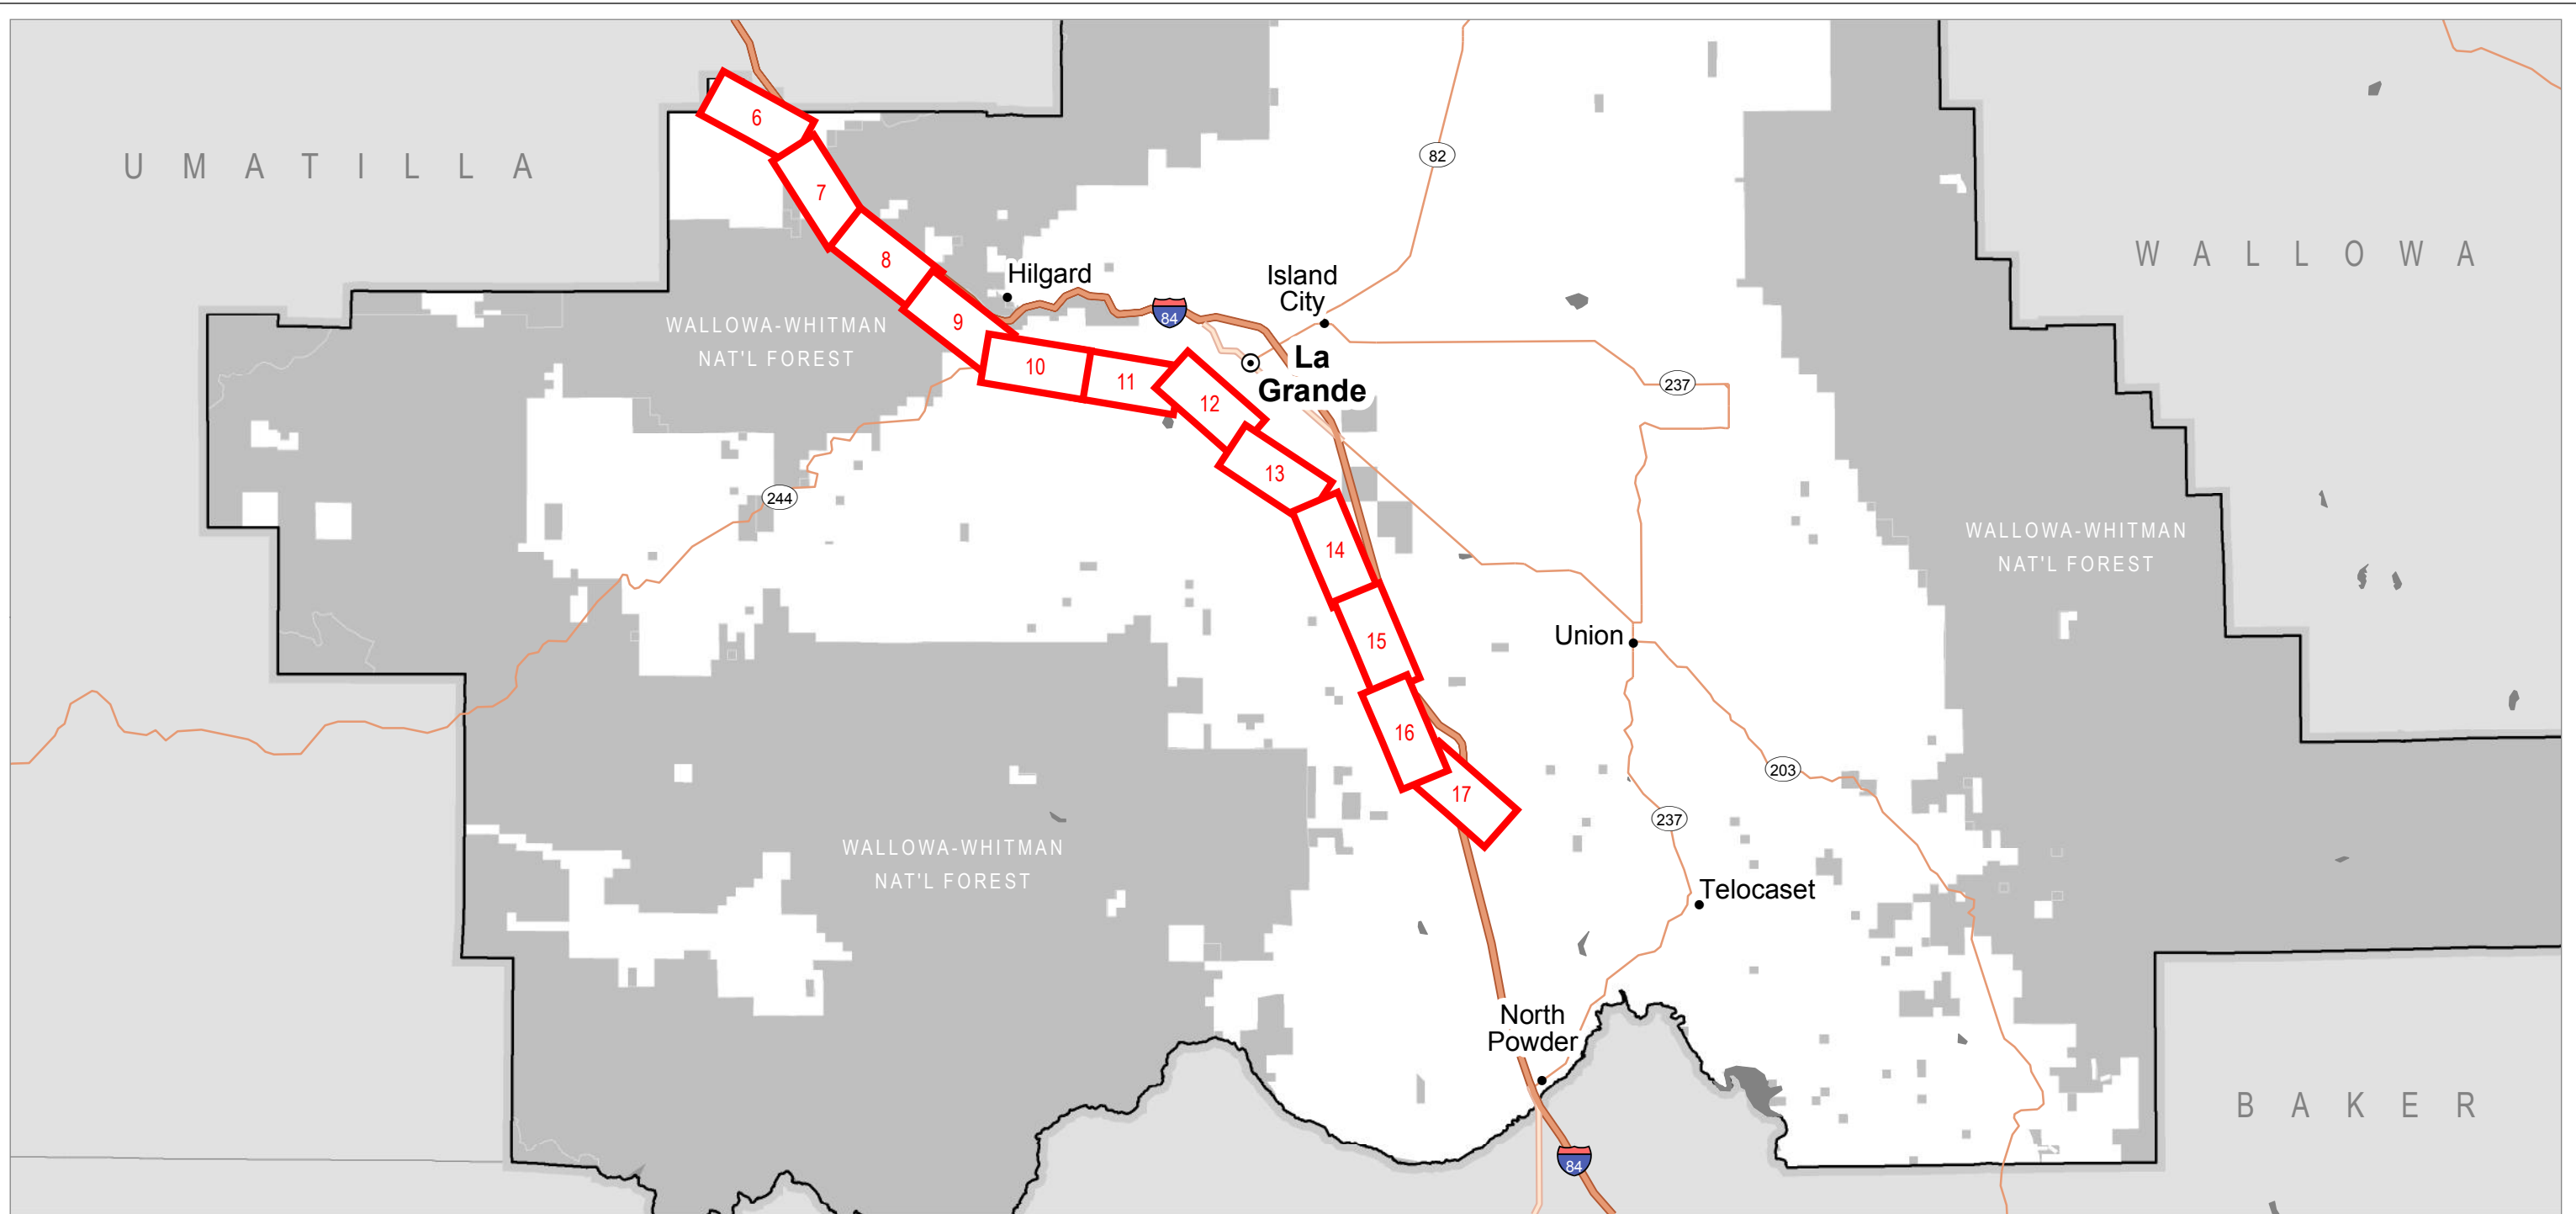 6
82
U M A T I L L A
7
W A L L O W A
8
Hilgard
Island
City
84
9
WALLOWA-WHITMAN
NAT'L FOREST
La
Grande
10
11
12
237
13
244
14
WALLOWA-WHITMAN
NAT'L FOREST
15
Union
16
203
17
237
WALLOWA-WHITMAN
NAT'L FOREST
Telocaset
North
Powder
B A K E R
84